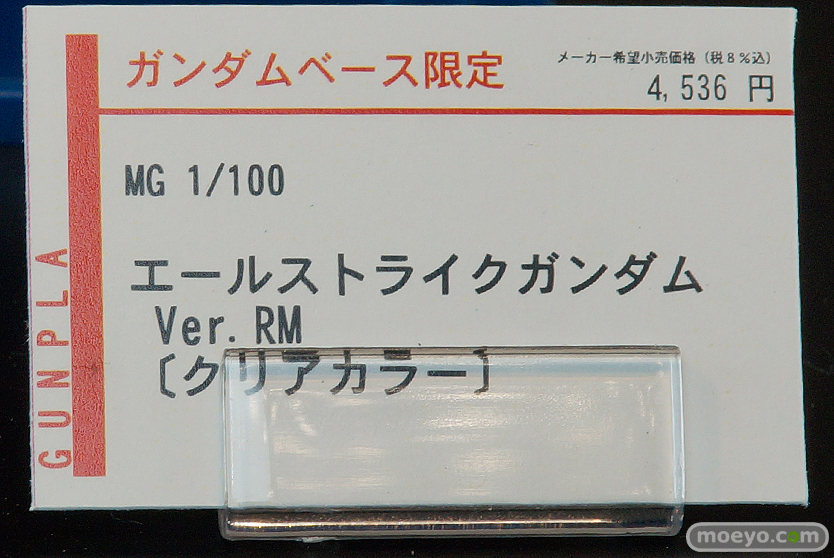 ガンダムベース限定
メーカー希望小売価格(税8%込)
4,536 円
MG 1/100
エールストライクガンダム
Ver.RM
〔クリアカラー〕
GUNPLA
moeyo.com